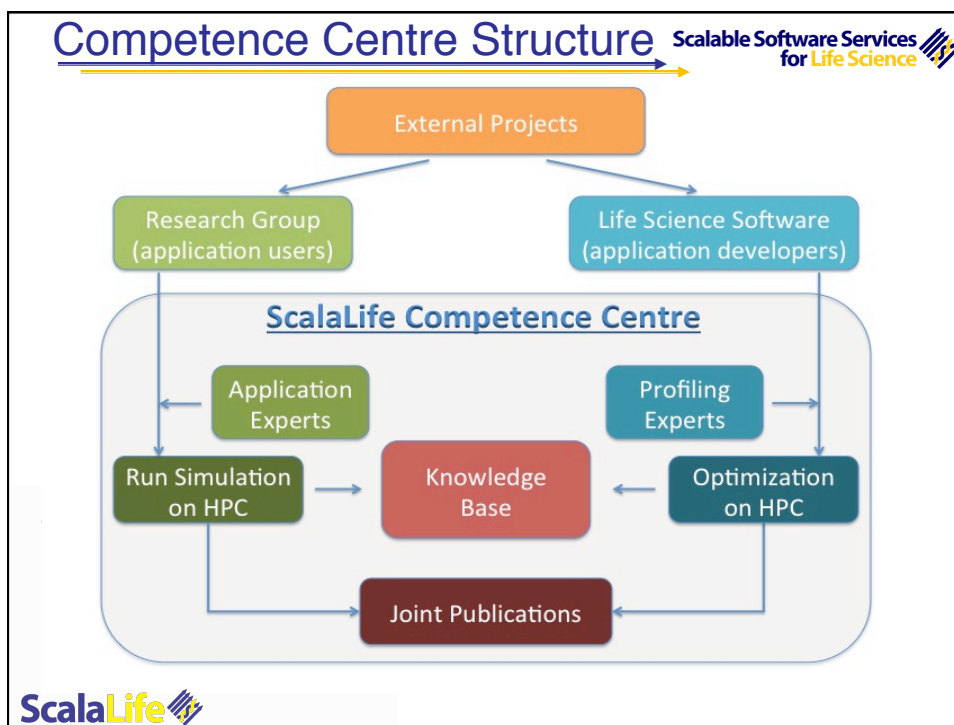 Competence Centre Structure
Scalable Software Services
for Life Science
External Projects
Research Group
(application users)
Life Science Software
(application developers)
ScalaLife Competence Centre
Application
Experts
Profiling
Experts
Run Simulation
on HPC
Knowledge
Base
Optimization
on HPC
Joint Publications
ScalaLife